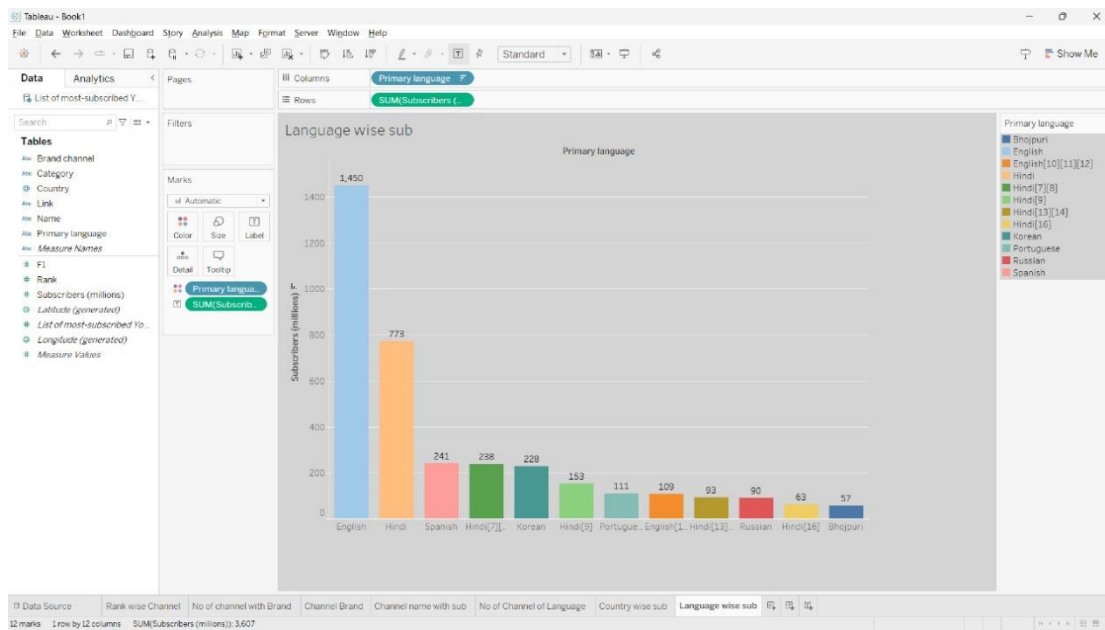 Tableau - Book1
File Data Worksheet Dashboard Story Analysis Map Format Server Window Help
Standard
Show Me
Data Analytics
List of most-subscribed Y...
Search
Tables
Abc Brand channel
Abc Category
Country
Abc Link
Abc Name
Abc Primary language
Abc Measure Names
# F1
# Rank
# Subscribers (millions)
Latitude (generated)
# List of most-subscribed Yo...
Longitude (generated)
# Measure Values
Pages
Filters
Marks
Automatic
Color Size Label
Detail Tooltip
Primary langua..
SUM(Subscrib..
Columns Primary language
Rows SUM(Subscribers (..
Language wise sub
Primary language
Subscribers (millions)
1400
1200
1000
800
600
400
200
0
1,450
773
241
238
228
153
111
109
93
90
63
57
English Hindi Spanish Hindi[7][.. Korean Hindi[9] Portugue.. English[1.. Hindi[13].. Russian Hindi[16] Bhojpuri
Primary language
Bhojpuri
English
English[10][11][12]
Hindi
Hindi[7][8]
Hindi[9]
Hindi[13][14]
Hindi[16]
Korean
Portuguese
Russian
Spanish
Data Source Rank wise Channel No of channel with Brand Channel Brand Channel name with sub No of Channel of Language Country wise sub Language wise sub
12 marks 1 row by 12 columns SUM(Subscribers (millions)): 3,607